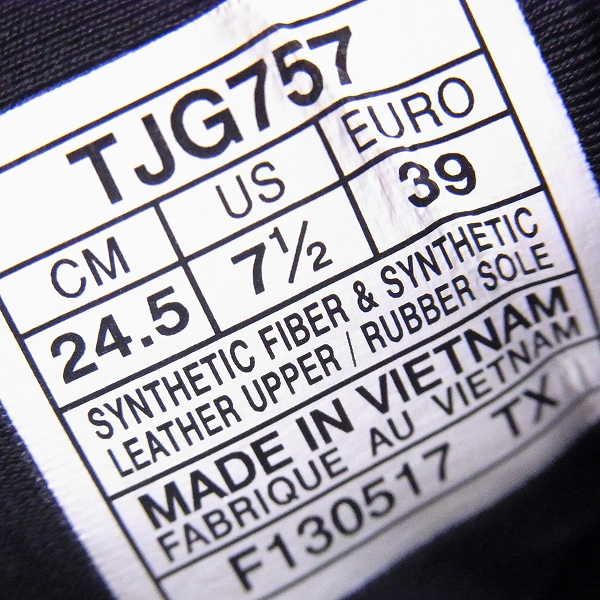 TJG757
CM US EURO
24.5 7½ 39
SYNTHETIC FIBER & SYNTHETIC
LEATHER UPPER / RUBBER SOLE
MADE IN VIETNAM
FABRIQUE AU VIETNAM
F130517 TX